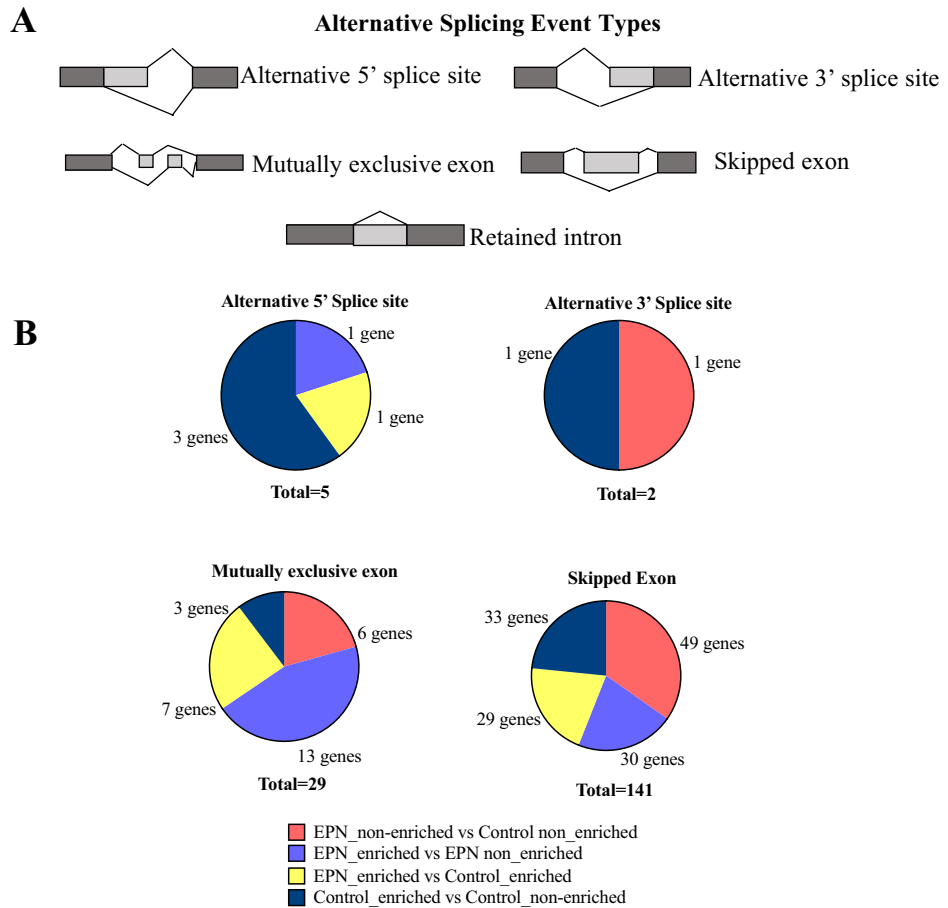 A
Alternative Splicing Event Types
Alternative 5’ splice site
Alternative 3’ splice site
Mutually exclusive exon
Skipped exon
Retained intron
B
Alternative 5’ Splice site
1 gene
1 gene
3 genes
Total=5
Alternative 3’ Splice site
1 gene
1 gene
Total=2
Mutually exclusive exon
3 genes
6 genes
7 genes
13 genes
Total=29
Skipped Exon
33 genes
49 genes
29 genes
30 genes
Total=141
EPN_non-enriched vs Control non_enriched
EPN_enriched vs EPN non_enriched
EPN_enriched vs Control_enriched
Control_enriched vs Control_non-enriched